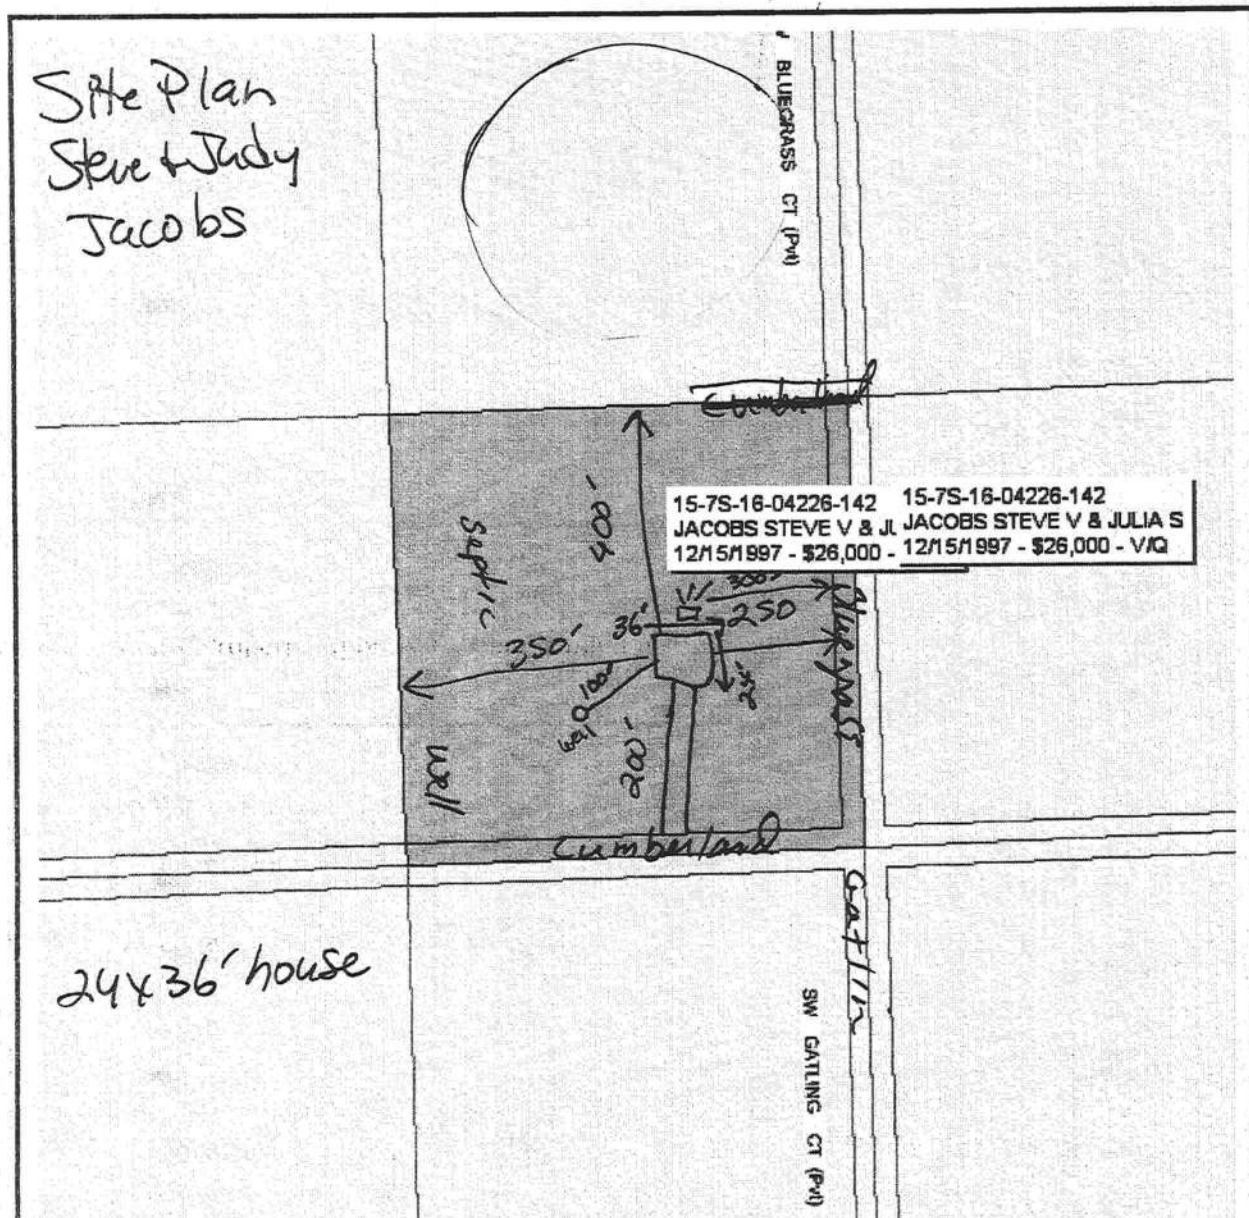 Site Plan
Steve & Judy
Jacobs
BLUEGRASS CT (Pvt)
Cumberland
15-7S-16-04226-142
JACOBS STEVE V & JU
12/15/1997 - $26,000 -
15-7S-16-04226-142
JACOBS STEVE V & JULIA S
12/15/1997 - $26,000 - V/Q
400'
septic
300'
250
36'
350'
Bluegrass
100'
well
200'
well
Cumberland
Gatlin
24x36' house
SW GATLING CT (Pvt)